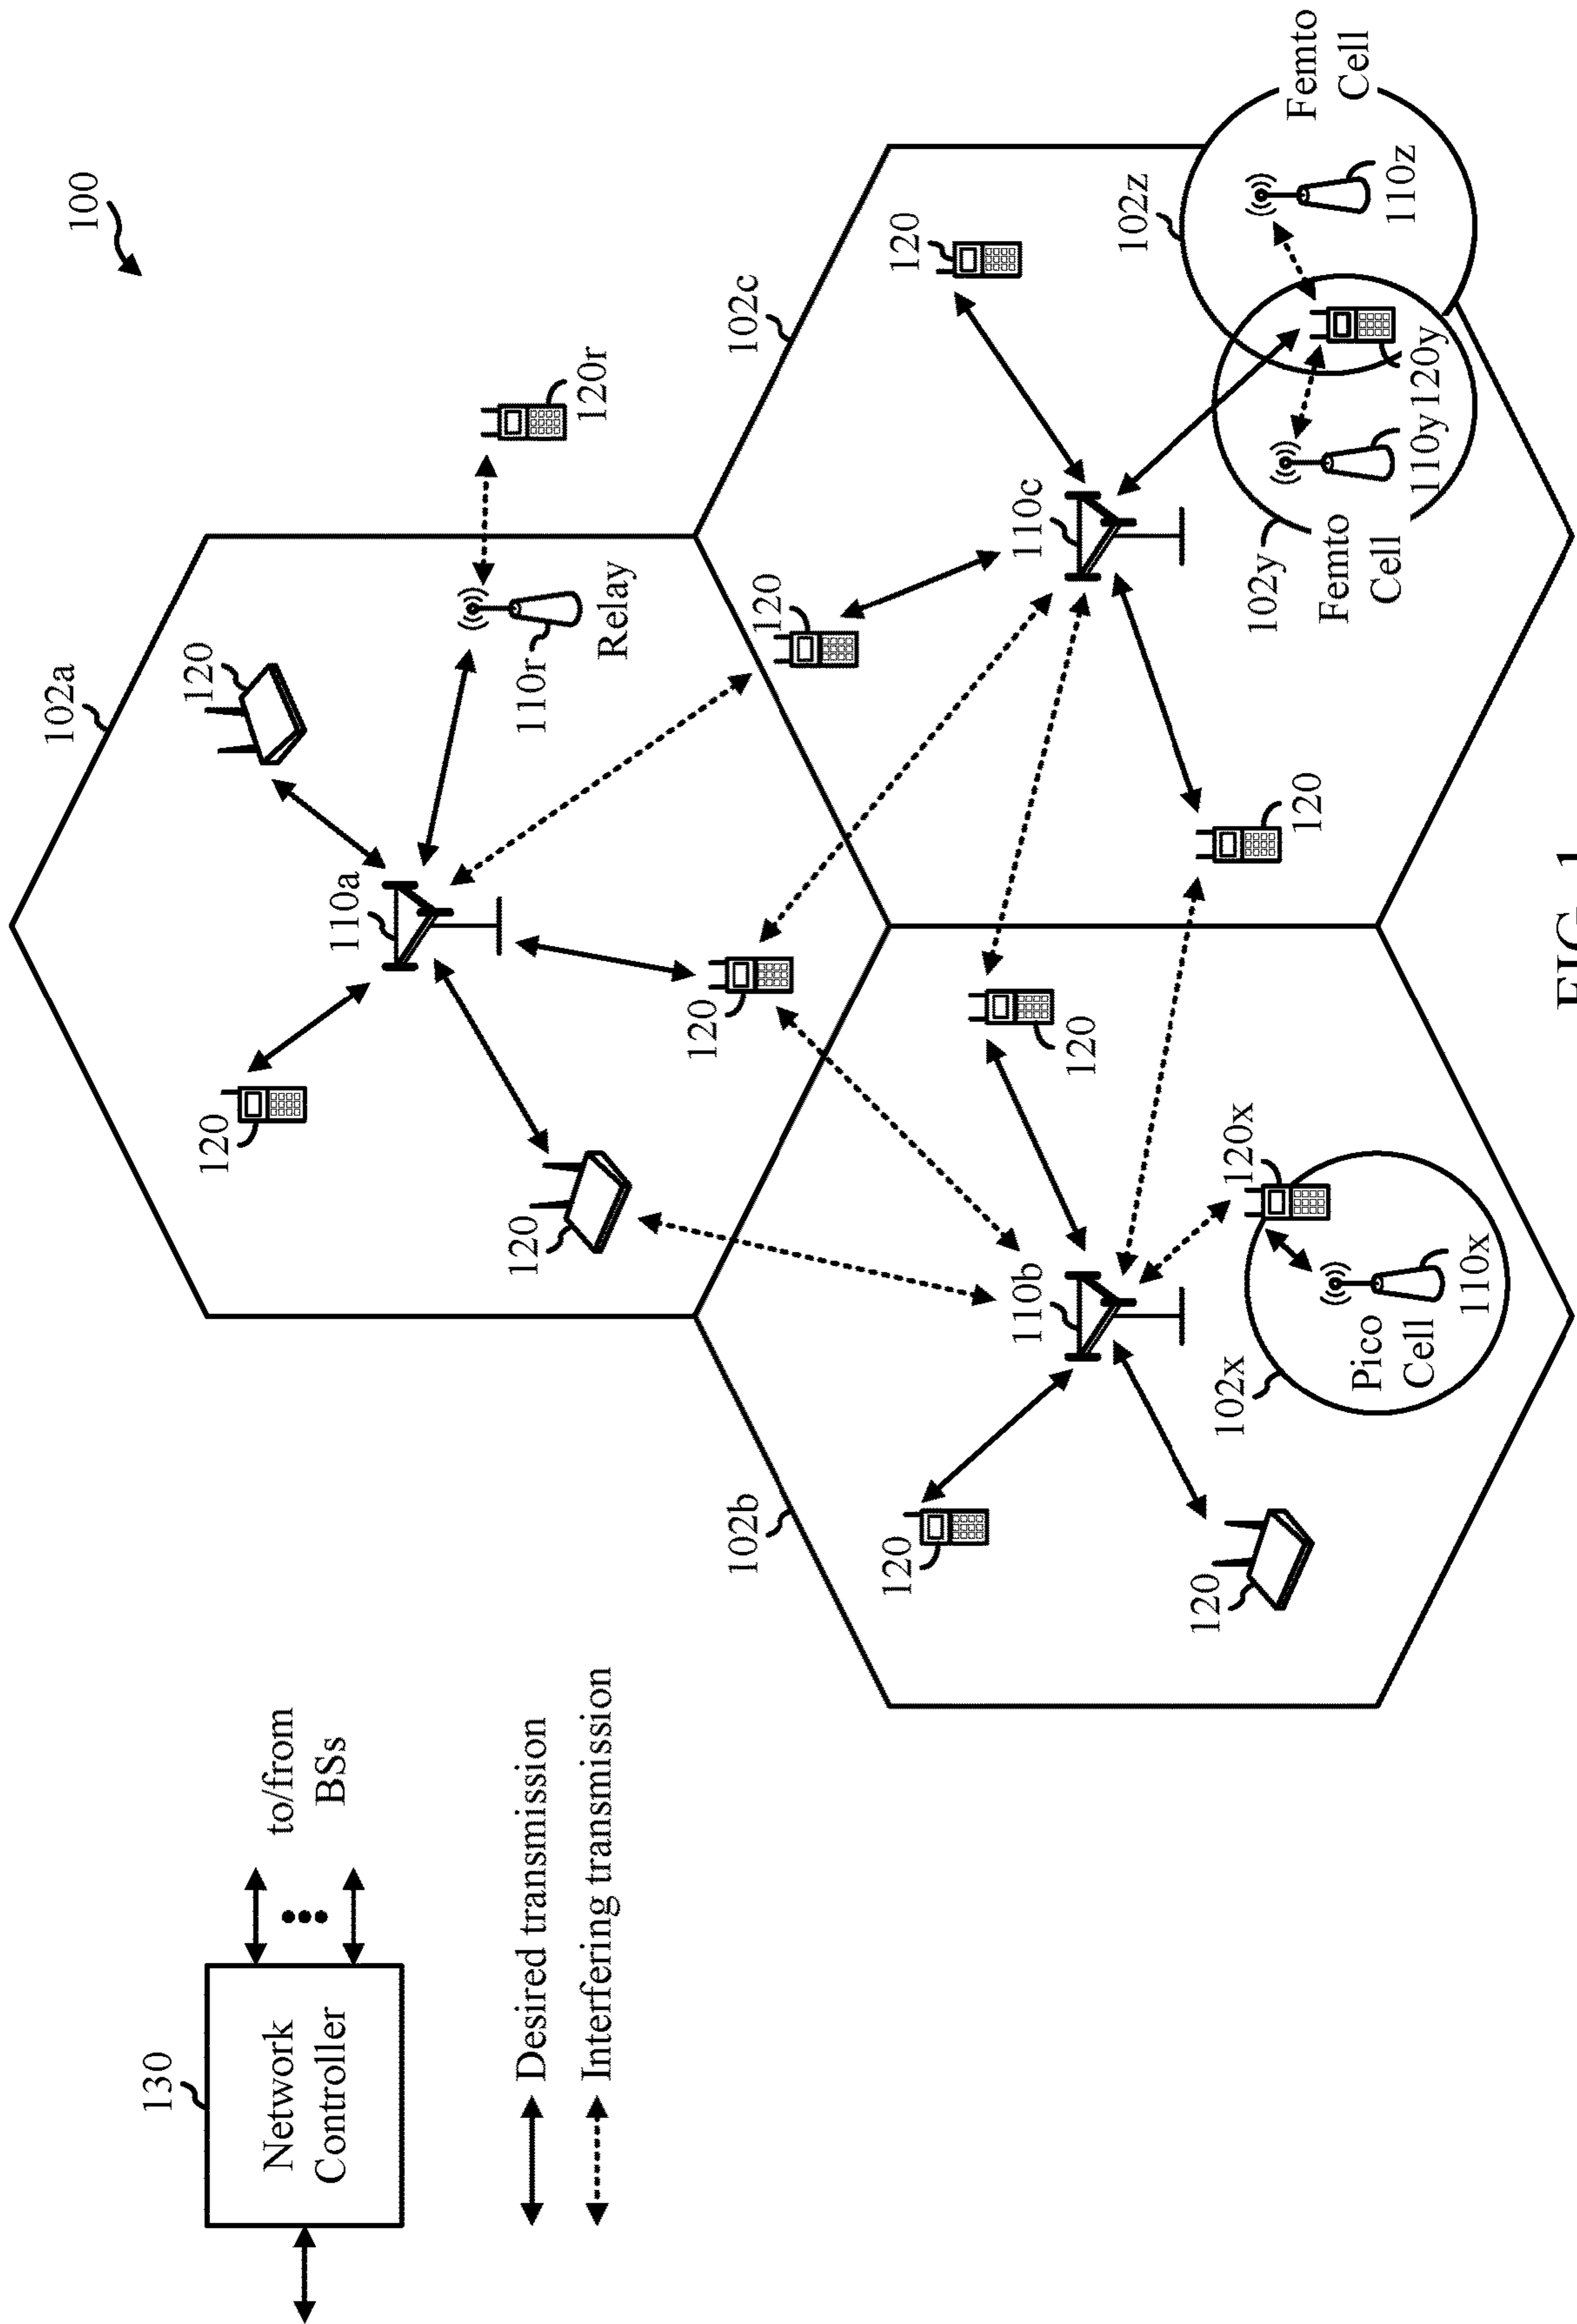 100
130
Network
Controller
to/from
BSs
Desired transmission
Interfering transmission
102a
120
120
110a
120
120
110r
Relay
120r
102b
120
120
110b
120
120x
102x
Pico
Cell
110x
102c
120
120
110c
120
102z
102y
Femto
Cell
110y
120y
110z
Femto
Cell
FIG. 1